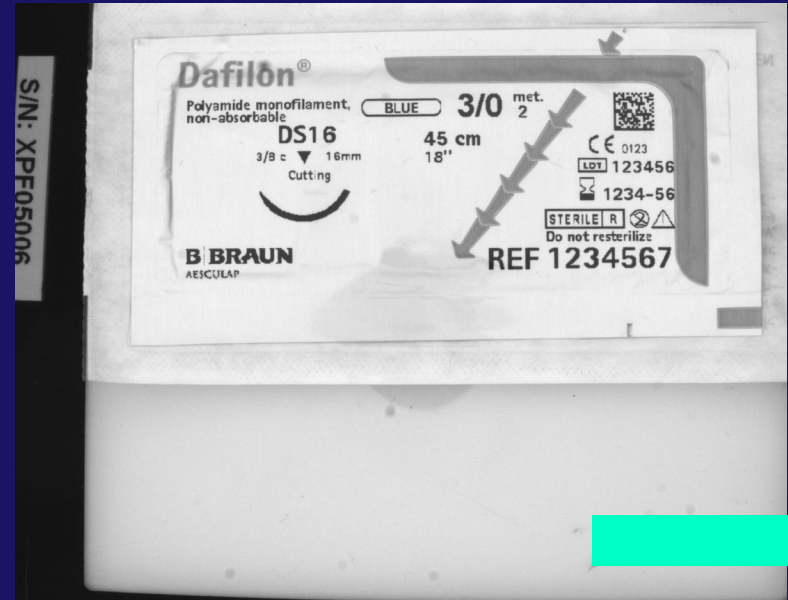 Dafilon®
Polyamide monofilament,
non-absorbable
BLUE
3/0
met.
2
DS16
3/8 c
16mm
Cutting
45 cm
18"
CE 0123
LOT 123456
1234-56
STERILE R
2
Do not resterilize
B BRAUN
AESCULAP
REF 1234567
S/N: XPF05006